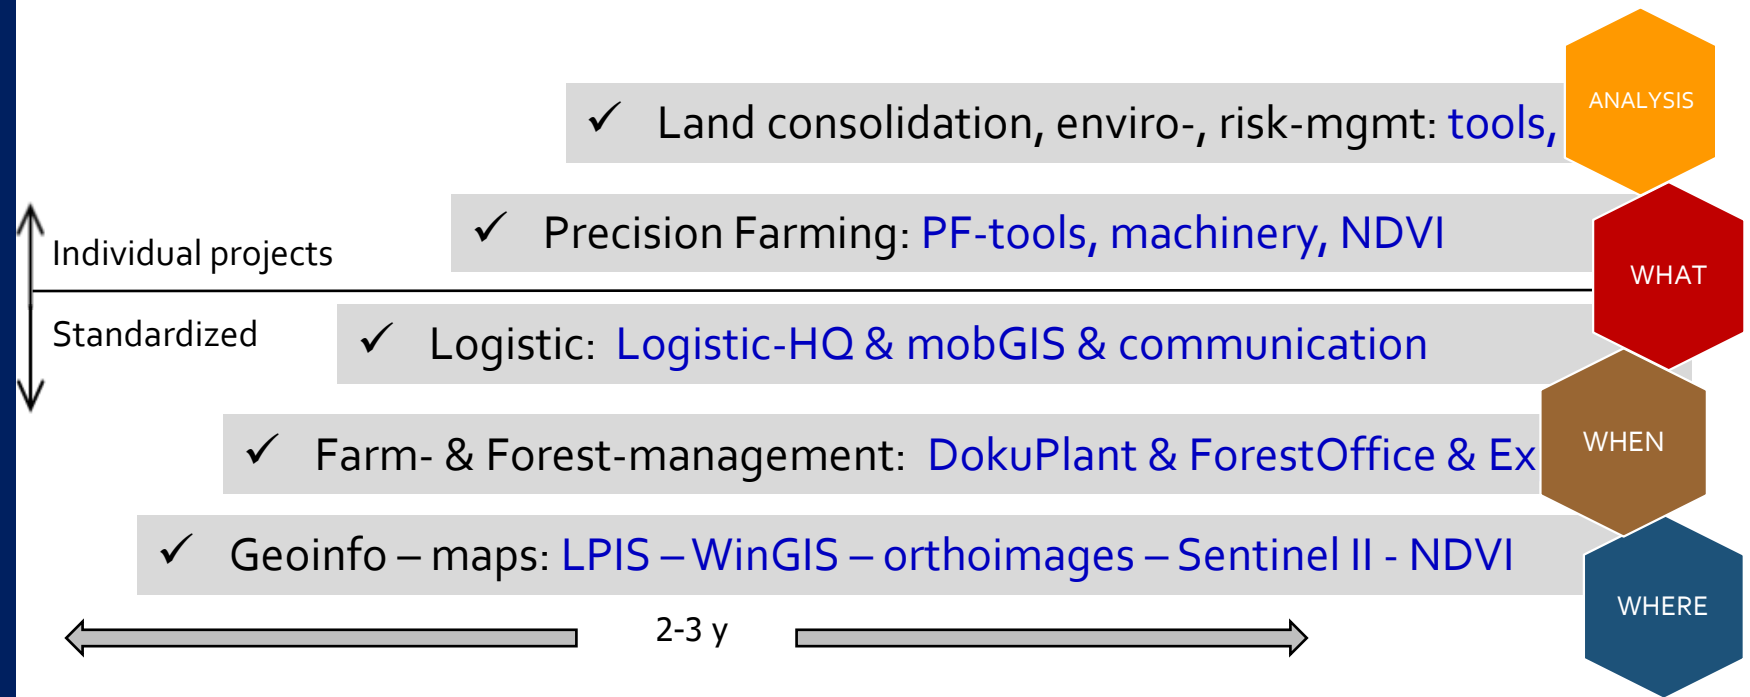 ANALYSIS
✓ Land consolidation, enviro-, risk-mgmt: tools,
✓ Precision Farming: PF-tools, machinery, NDVI
Individual projects
WHAT
Standardized
✓ Logistic: Logistic-HQ & mobGIS & communication
WHEN
✓ Farm- & Forest-management: DokuPlant & ForestOffice & Ex
✓ Geoinfo – maps: LPIS – WinGIS – orthoimages – Sentinel II - NDVI
WHERE
2-3 y